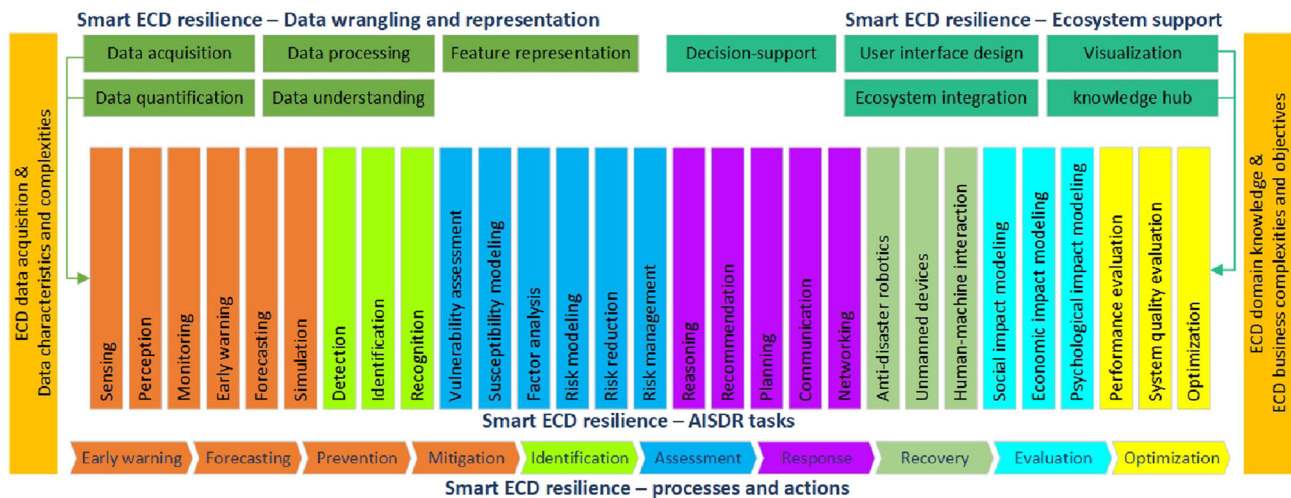 Smart ECD resilience – Data wrangling and representation
Smart ECD resilience – Ecosystem support
ECD data acquisition &
Data characteristics and complexities
Data acquisition
Data processing
Feature representation
Data quantification
Data understanding
Decision-support
User interface design
Visualization
Ecosystem integration
knowledge hub
ECD domain knowledge &
ECD business complexities and objectives
Sensing
Perception
Monitoring
Early warning
Forecasting
Simulation
Detection
Identification
Recognition
Vulnerability assessment
Susceptibility modeling
Factor analysis
Risk modeling
Risk reduction
Risk management
Reasoning
Recommendation
Planning
Communication
Networking
Anti-disaster robotics
Unmanned devices
Human-machine interaction
Social impact modeling
Economic impact modeling
Psychological impact modeling
Performance evaluation
System quality evaluation
Optimization
Smart ECD resilience – AISDR tasks
Early warning
Forecasting
Prevention
Mitigation
Identification
Assessment
Response
Recovery
Evaluation
Optimization
Smart ECD resilience – processes and actions